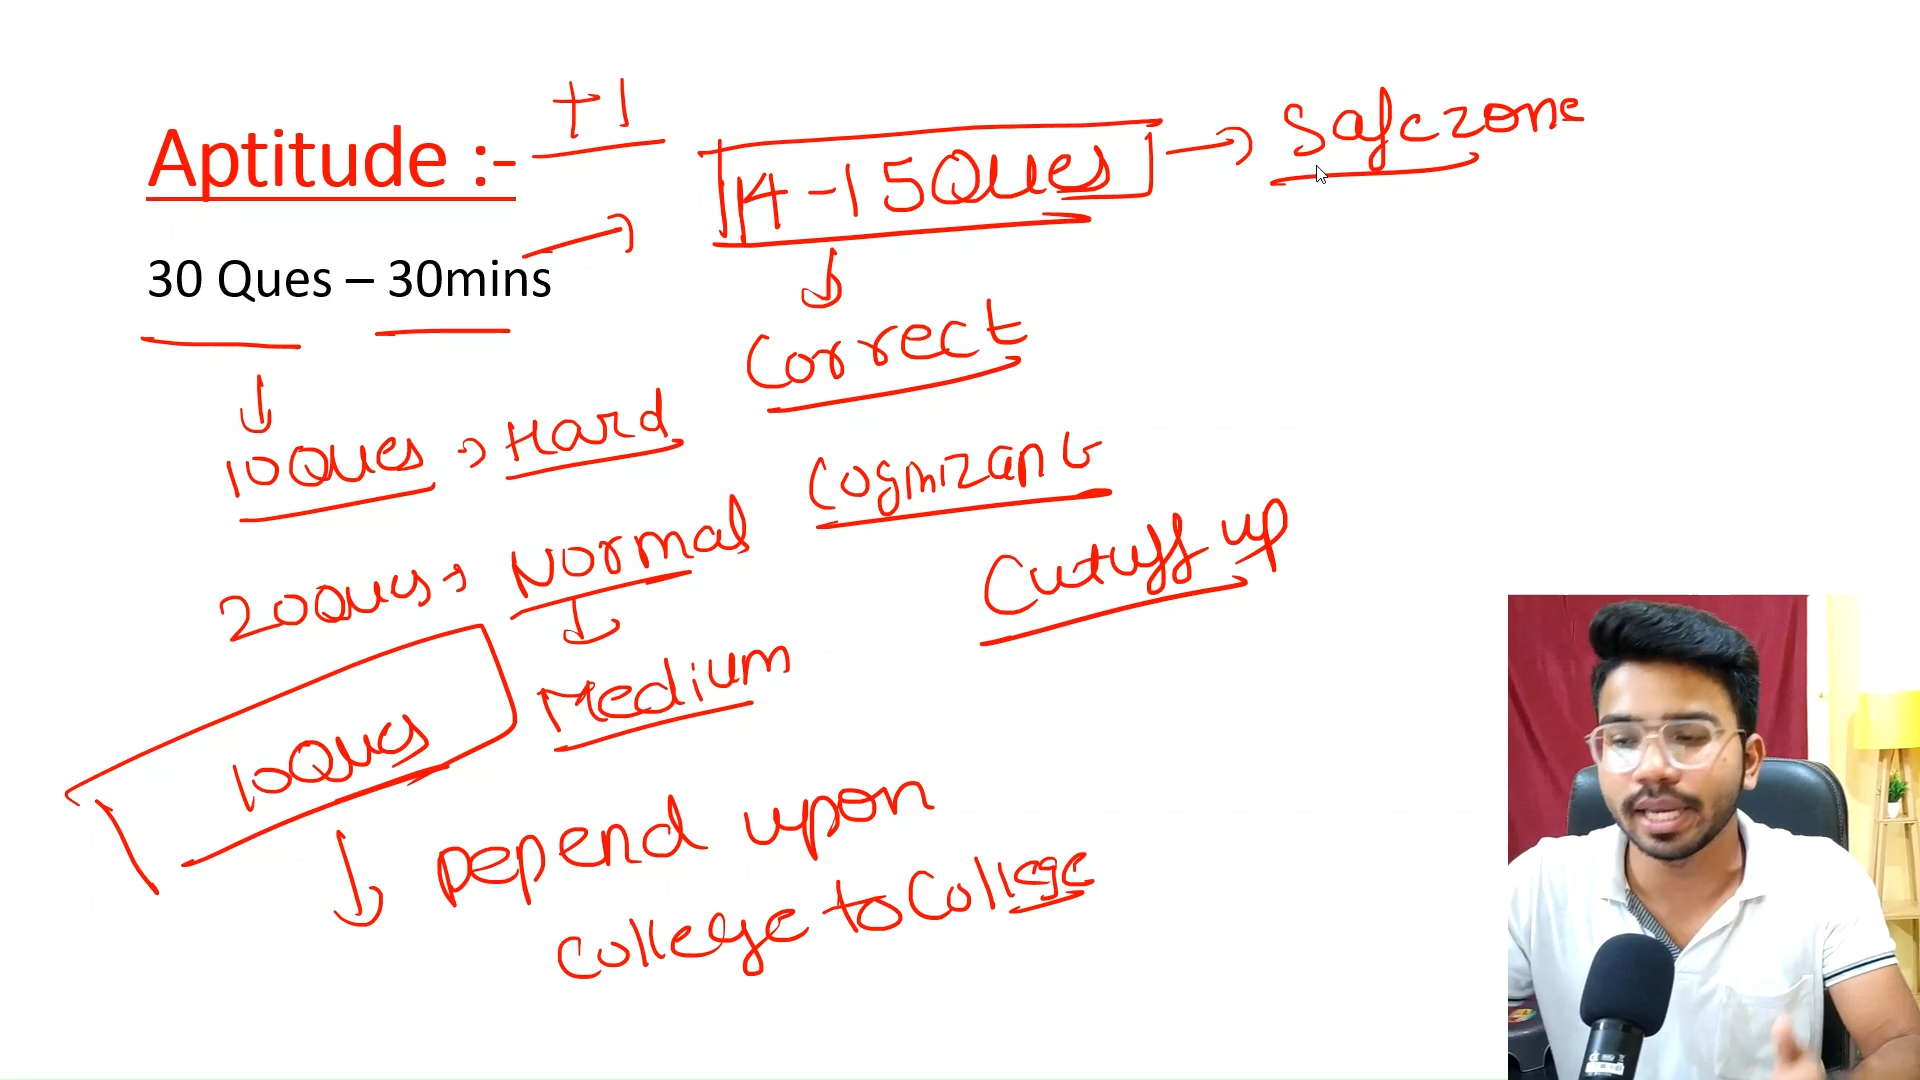 Aptitude :-
+1
14-15Ques → Safezone
30 Ques – 30mins →
Correct
10Ques → Hard
Cognizant
20Ques → Normal
Cutuff up
Medium
10Ques
Depend upon
College to College